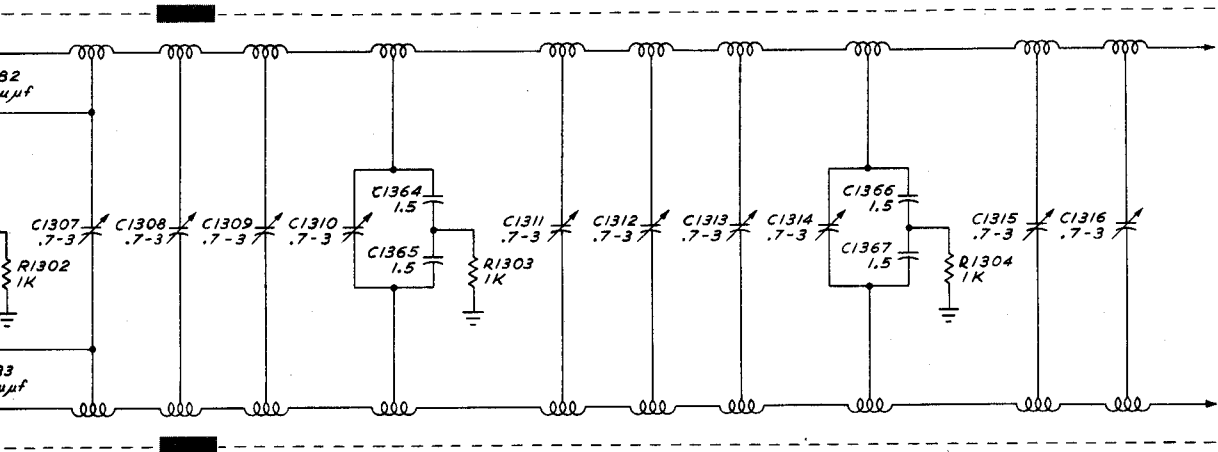 82
μμf
C1307
.7-3
C1308
.7-3
C1309
.7-3
C1310
.7-3
C1364
1.5
C1365
1.5
R1302
1K
R1303
1K
C1311
.7-3
C1312
.7-3
C1313
.7-3
C1314
.7-3
C1366
1.5
C1367
1.5
R1304
1K
C1315
.7-3
C1316
.7-3
83
μμf